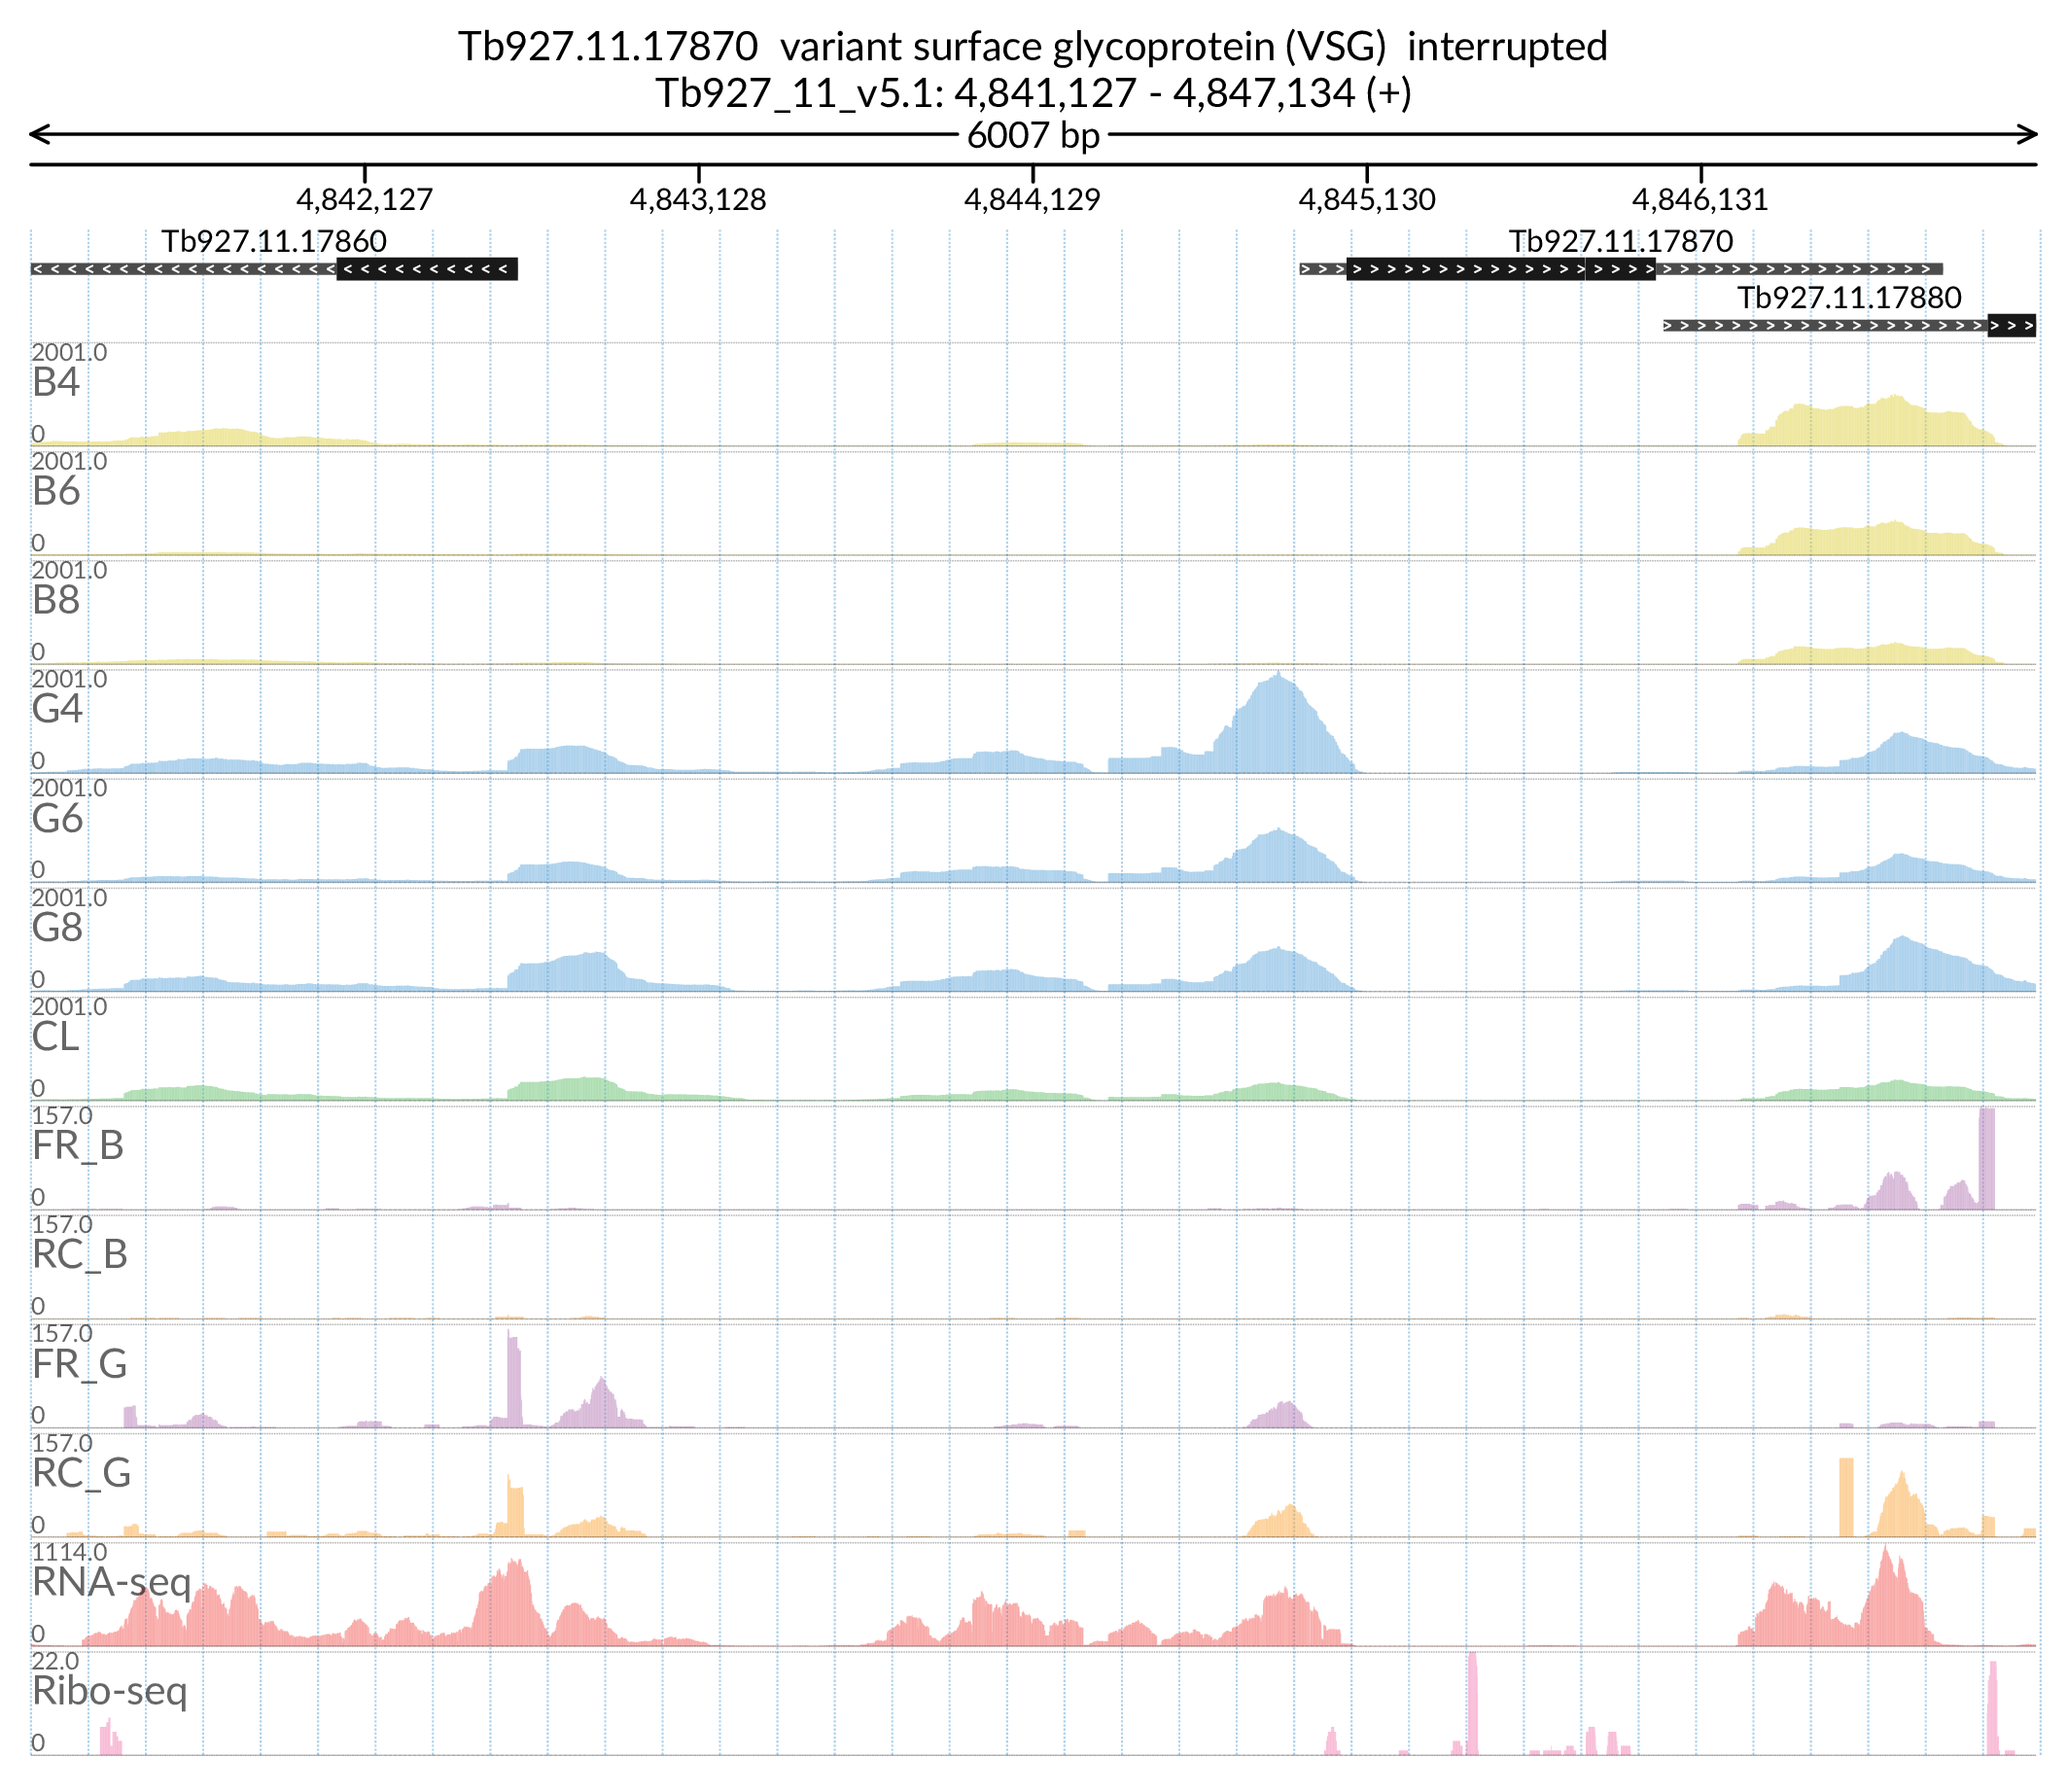 Tb927.11.17870 variant surface glycoprotein (VSG) interrupted
Tb927_11_v5.1: 4,841,127 - 4,847,134 (+)
6007 bp
4,842,127 4,843,128 4,844,129 4,845,130 4,846,131
Tb927.11.17860 Tb927.11.17870
Tb927.11.17880
2001.0
B4
0
2001.0
B6
0
2001.0
B8
0
2001.0
G4
0
2001.0
G6
0
2001.0
G8
0
2001.0
CL
0
157.0
FR_B
0
157.0
RC_B
0
157.0
FR_G
0
157.0
RC_G
0
1114.0
RNA-seq
0
22.0
Ribo-seq
0